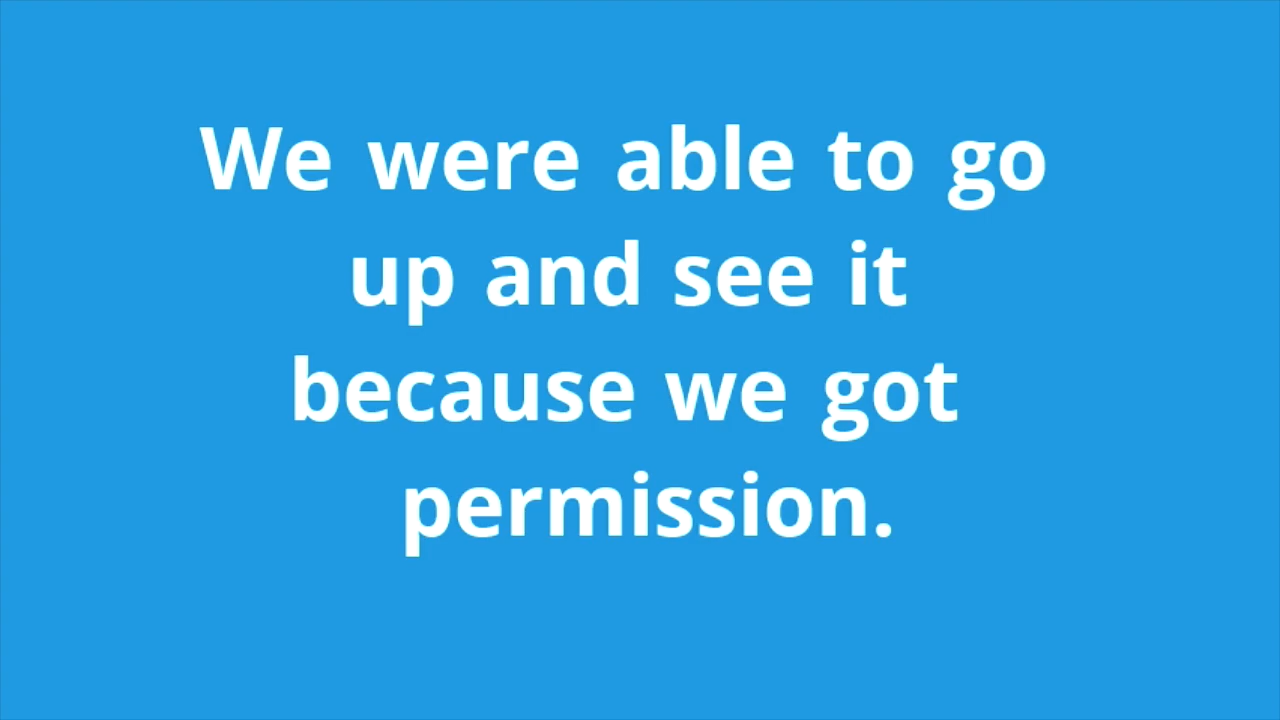 We were able to go
up and see it
because we got
permission.